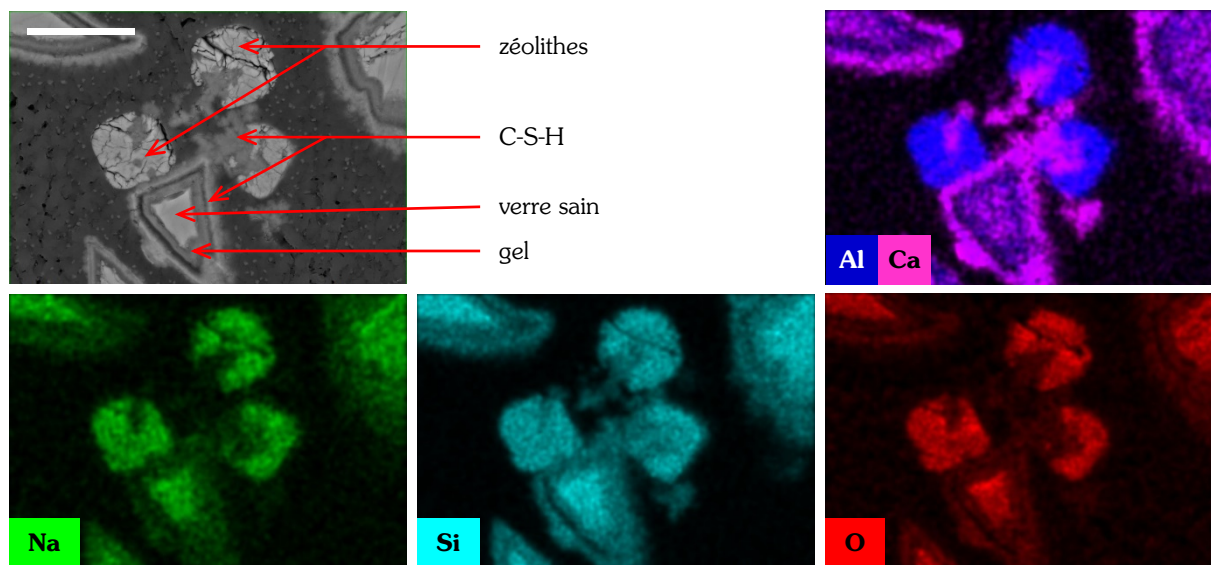 zéolithes
C-S-H
verre sain
gel
Al Ca
Na
Si
O